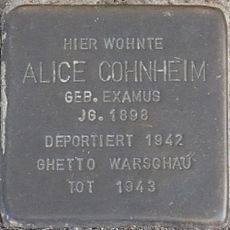 HIER WOHNTE
ALICE COHNHEIM
GEB. EXAMUS
JG. 1898
DEPORTIERT 1942
GHETTO WARSCHAU
TOT 1943